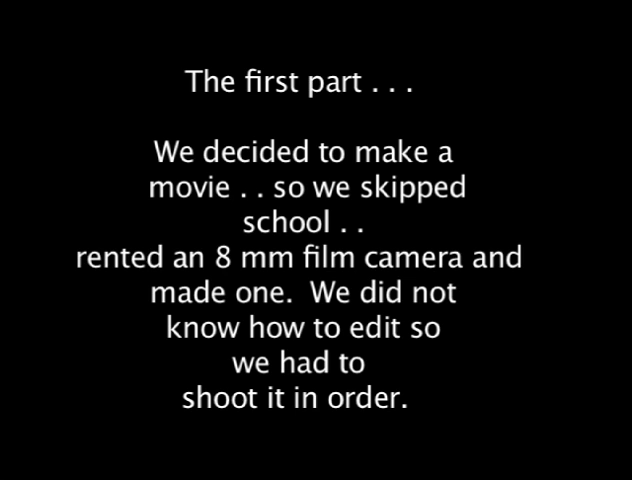 The first part . . .
We decided to make a
movie . . so we skipped
school . .
rented an 8 mm film camera and
made one.  We did not
know how to edit so
we had to
shoot it in order.